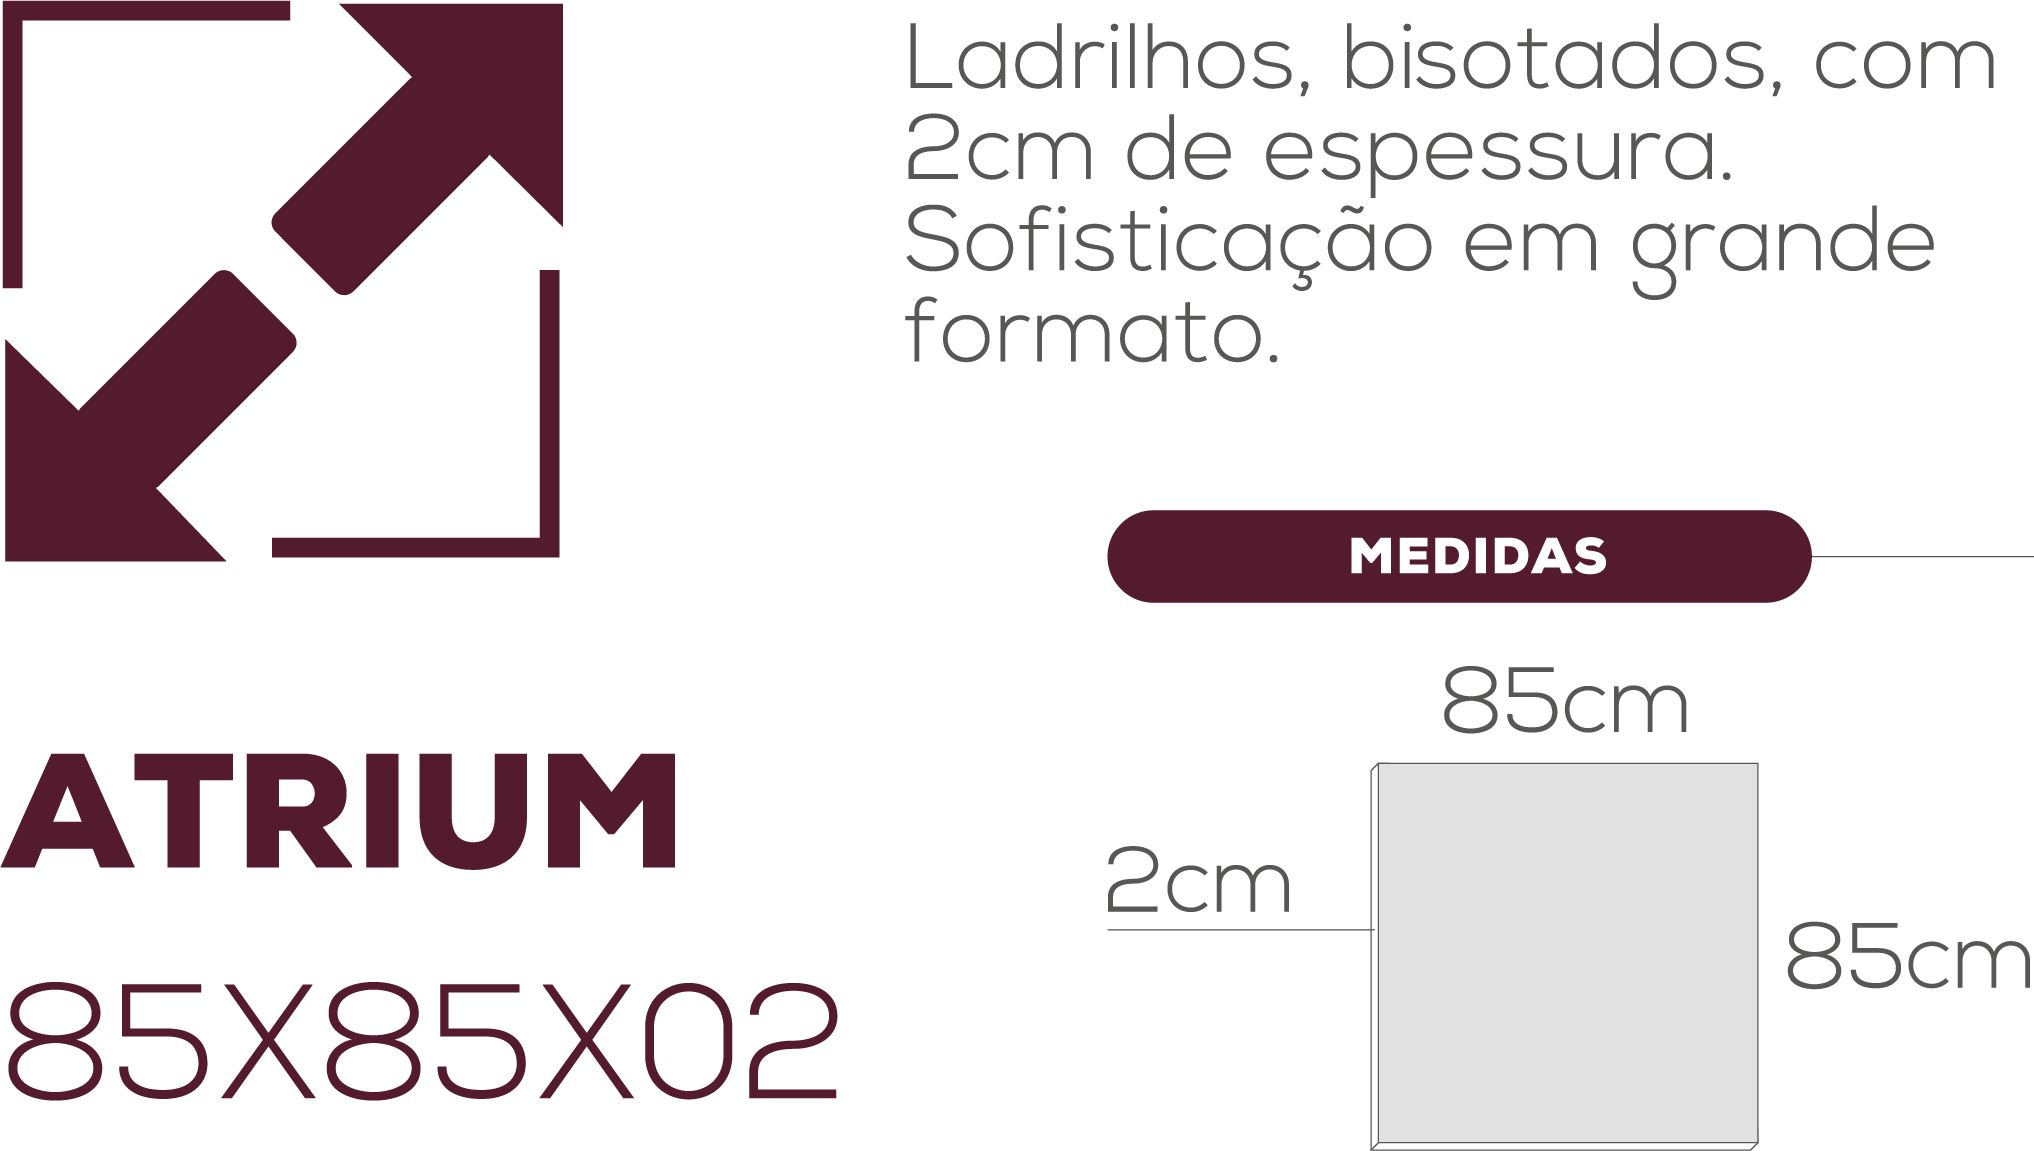 Ladrilhos, bisotados, com
2cm de espessura.
Sofisticação em grande
formato.
MEDIDAS
85cm
2cm
85cm
ATRIUM
85X85X02